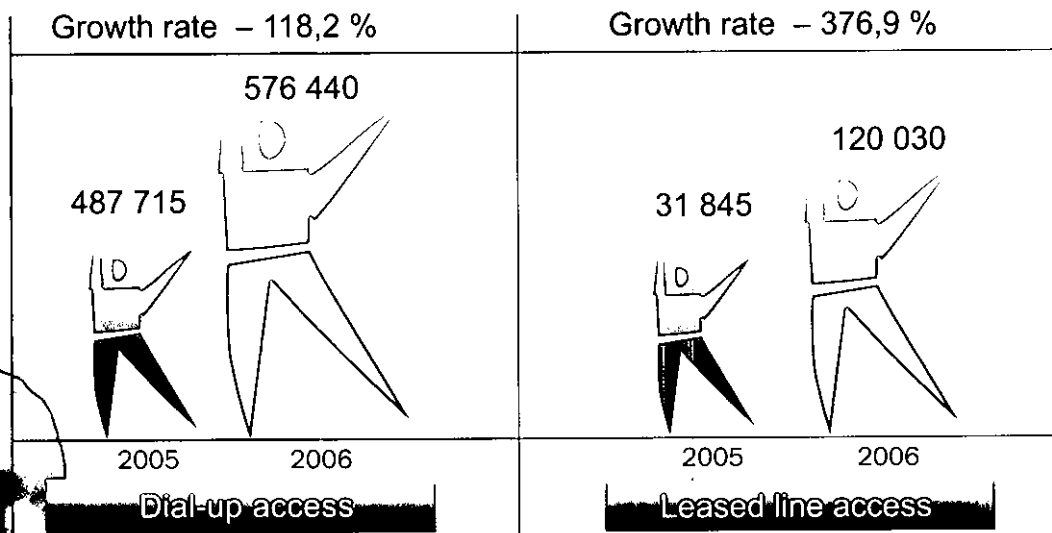 Growth rate – 118,2 %
576 440
487 715
2005 2006
Dial-up access
Growth rate – 376,9 %
120 030
31 845
2005 2006
Leased line access